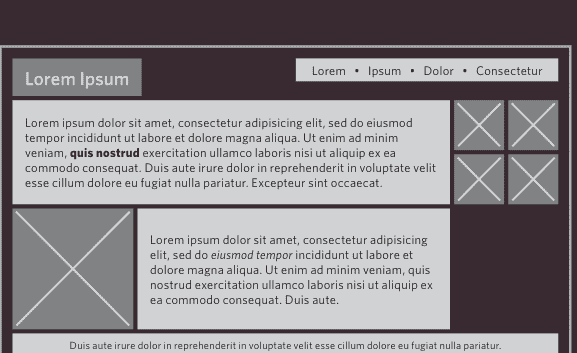 Lorem Ipsum
Lorem • Ipsum • Dolor • Consectetur
Lorem ipsum dolor sit amet, consectetur adipisicing elit, sed do eiusmod
tempor incididunt ut labore et dolore magna aliqua. Ut enim ad minim
veniam, quis nostrud exercitation ullamco laboris nisi ut aliquip ex ea
commodo consequat. Duis aute irure dolor in reprehenderit in voluptate velit
esse cillum dolore eu fugiat nulla pariatur. Excepteur sint occaecat.
Lorem ipsum dolor sit amet, consectetur adipisicing
elit, sed do eiusmod tempor incididunt ut labore et
dolore magna aliqua. Ut enim ad minim veniam, quis
nostrud exercitation ullamco laboris nisi ut aliquip ex
ea commodo consequat. Duis aute.
Duis aute irure dolor in reprehenderit in voluptate velit esse cillum dolore eu fugiat nulla pariatur.